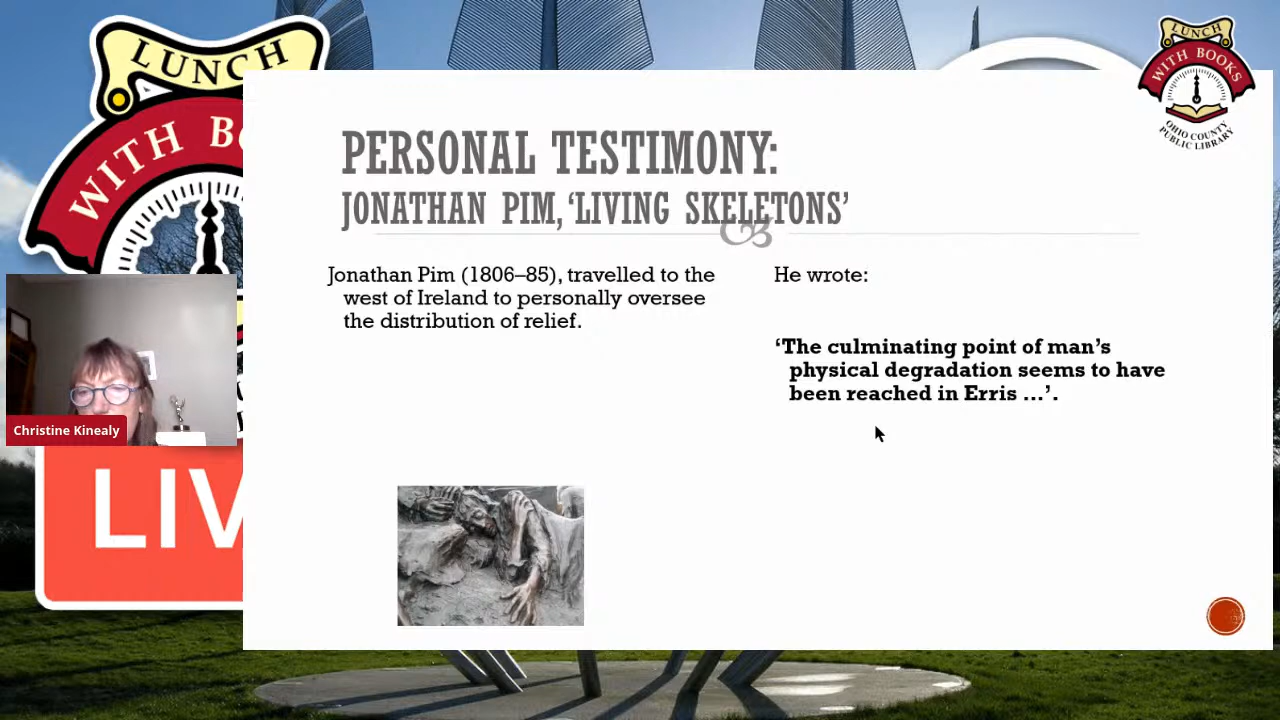 LUNCH
WITH BO
LIV
Christine Kinealy
LUNCH
WITH BOOKS
OHIO COUNTY
PUBLIC LIBRARY
PERSONAL TESTIMONY:
JONATHAN PIM, ‘LIVING SKELETONS’
Jonathan Pim (1806–85), travelled to the
west of Ireland to personally oversee
the distribution of relief.
He wrote:
‘The culminating point of man’s
physical degradation seems to have
been reached in Erris ...’.